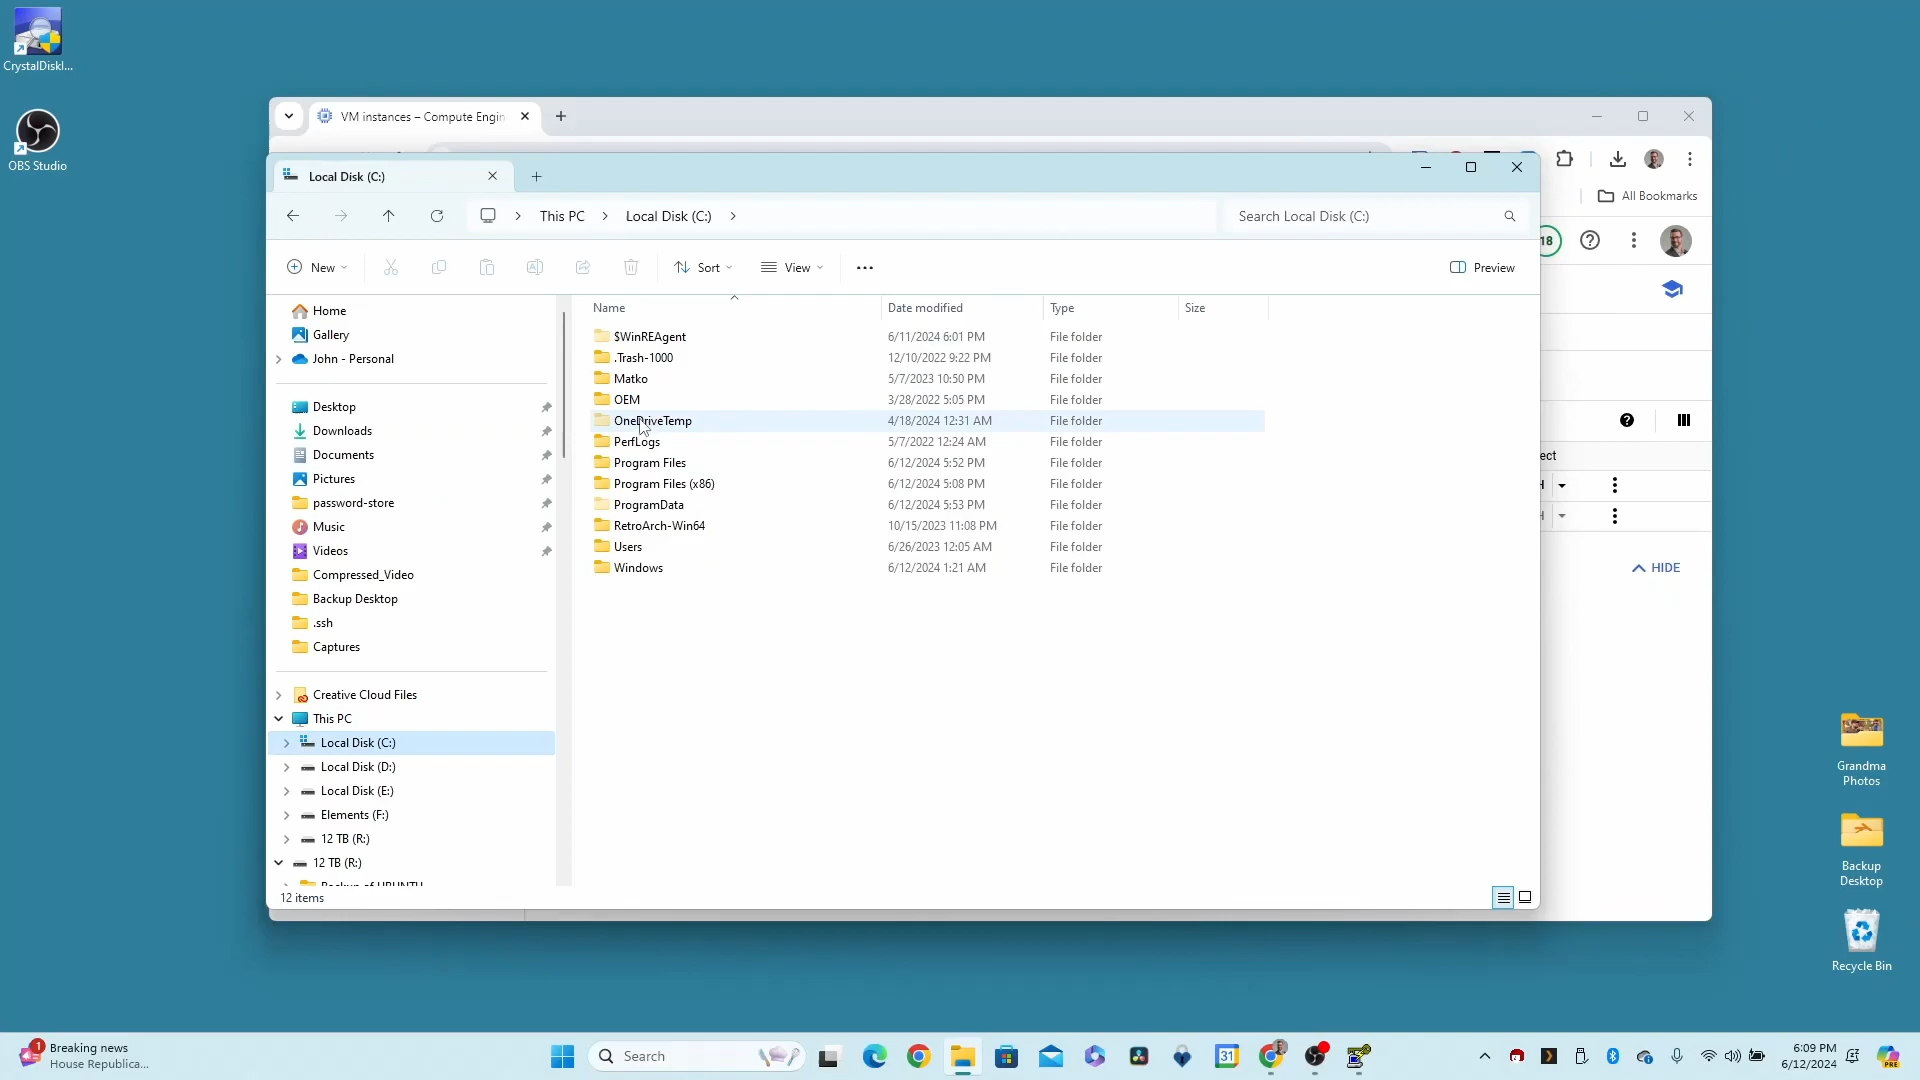 CrystalDiskI...
OBS Studio
VM instances – Compute Engin
All Bookmarks
18
ect
HIDE
Local Disk (C:)
This PC
Local Disk (C:)
Search Local Disk (C:)
New
Sort
View
Preview
Home
Gallery
John - Personal
Desktop
Downloads
Documents
Pictures
password-store
Music
Videos
Compressed_Video
Backup Desktop
.ssh
Captures
Creative Cloud Files
This PC
Local Disk (C:)
Local Disk (D:)
Local Disk (E:)
Elements (F:)
12 TB (R:)
12 TB (R:)
Backup of UBUNTU
Name Date modified Type Size
$WinREAgent 6/11/2024 6:01 PM File folder
.Trash-1000 12/10/2022 9:22 PM File folder
Matko 5/7/2023 10:50 PM File folder
OEM 3/28/2022 5:05 PM File folder
OneDriveTemp 4/18/2024 12:31 AM File folder
PerfLogs 5/7/2022 12:24 AM File folder
Program Files 6/12/2024 5:52 PM File folder
Program Files (x86) 6/12/2024 5:08 PM File folder
ProgramData 6/12/2024 5:53 PM File folder
RetroArch-Win64 10/15/2023 11:08 PM File folder
Users 6/26/2023 12:05 AM File folder
Windows 6/12/2024 1:21 AM File folder
12 items
Grandma
Photos
Backup
Desktop
Recycle Bin
1
Breaking news
House Republica...
Search
31
PRE
6:09 PM
6/12/2024